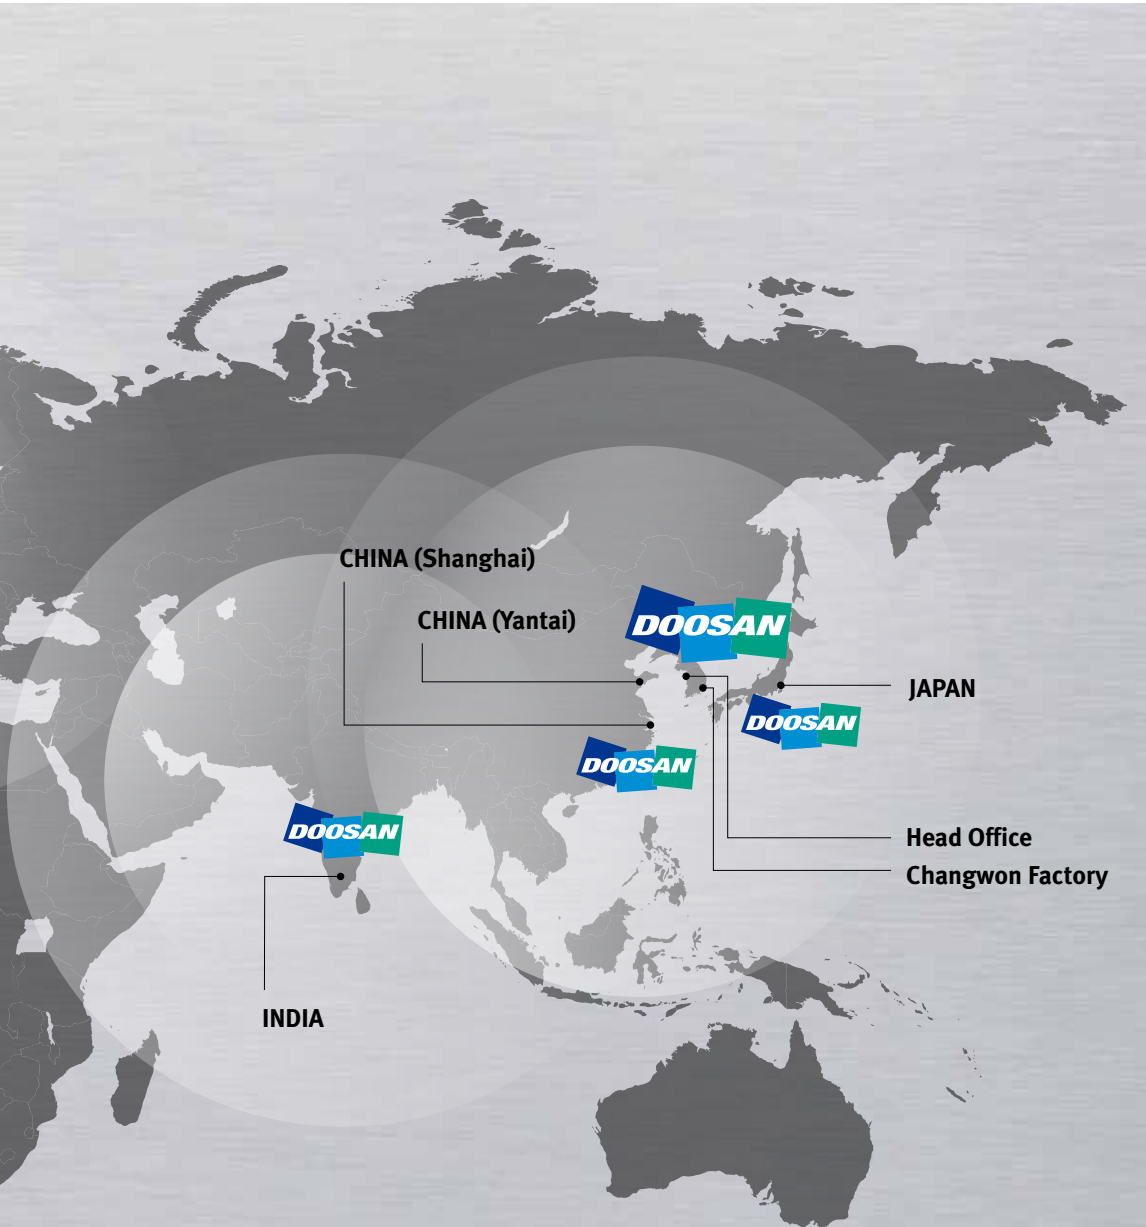 CHINA (Shanghai)
CHINA (Yantai)
DOOSAN
JAPAN
DOOSAN
DOOSAN
DOOSAN
Head Office
Changwon Factory
INDIA